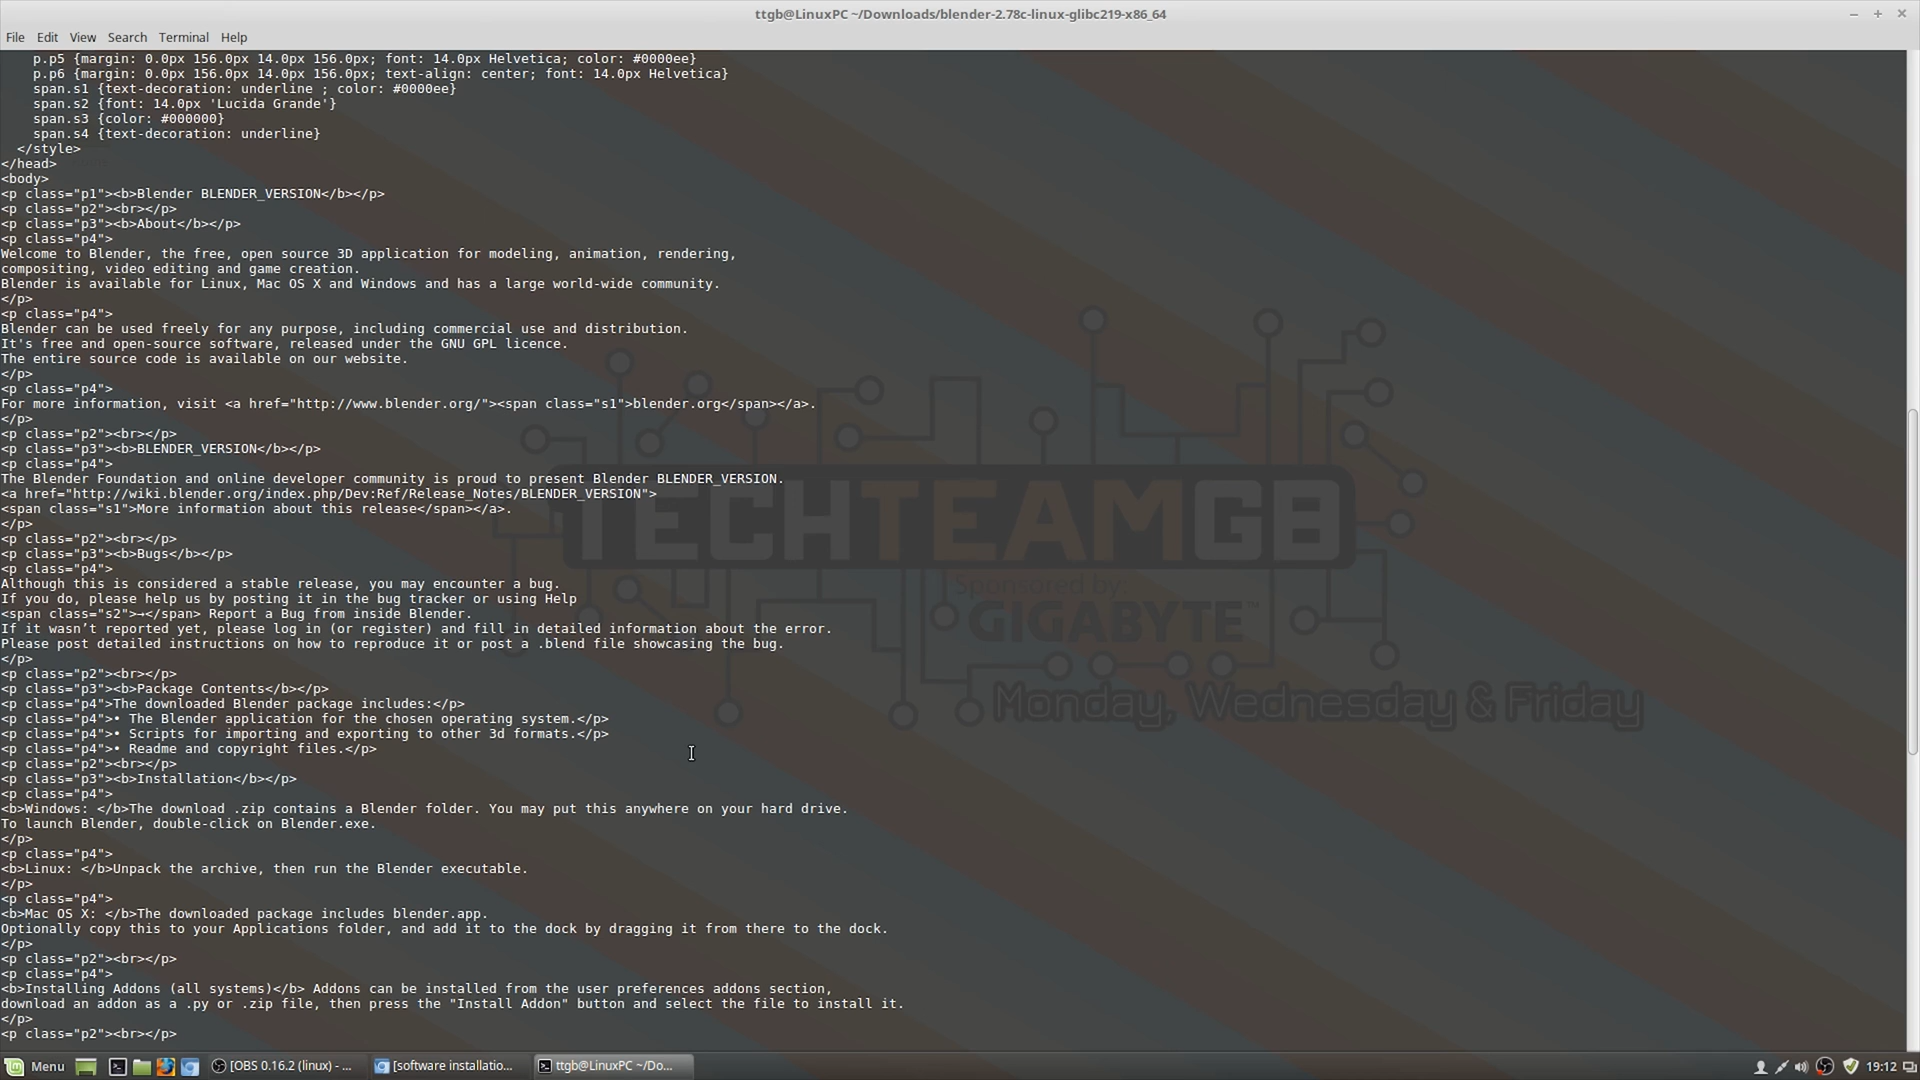 ttgb@LinuxPC ~/Downloads/blender-2.78c-linux-glibc219-x86_64
File Edit View Search Terminal Help
p.p5 {margin: 0.0px 156.0px 14.0px 156.0px; font: 14.0px Helvetica; color: #0000ee}
p.p6 {margin: 0.0px 156.0px 14.0px 156.0px; text-align: center; font: 14.0px Helvetica}
span.s1 {text-decoration: underline ; color: #0000ee}
span.s2 {font: 14.0px 'Lucida Grande'}
span.s3 {color: #000000}
span.s4 {text-decoration: underline}
</style>
</head>
<body>
<p class="p1"><b>Blender BLENDER_VERSION</b></p>
<p class="p2"><br></p>
<p class="p3"><b>About</b></p>
<p class="p4">
Welcome to Blender, the free, open source 3D application for modeling, animation, rendering,
compositing, video editing and game creation.
Blender is available for Linux, Mac OS X and Windows and has a large world-wide community.
</p>
<p class="p4">
Blender can be used freely for any purpose, including commercial use and distribution.
It's free and open-source software, released under the GNU GPL licence.
The entire source code is available on our website.
</p>
<p class="p4">
For more information, visit <a href="http://www.blender.org/"><span class="s1">blender.org</span></a>.
</p>
<p class="p2"><br></p>
<p class="p3"><b>BLENDER_VERSION</b></p>
<p class="p4">
The Blender Foundation and online developer community is proud to present Blender BLENDER_VERSION.
<a href="http://wiki.blender.org/index.php/Dev:Ref/Release_Notes/BLENDER_VERSION">
<span class="s1">More information about this release</span></a>.
</p>
<p class="p2"><br></p>
<p class="p3"><b>Bugs</b></p>
<p class="p4">
Although this is considered a stable release, you may encounter a bug.
If you do, please help us by posting it in the bug tracker or using Help
<span class="s2">→</span> Report a Bug from inside Blender.
If it wasn’t reported yet, please log in (or register) and fill in detailed information about the error.
Please post detailed instructions on how to reproduce it or post a .blend file showcasing the bug.
</p>
<p class="p2"><br></p>
<p class="p3"><b>Package Contents</b></p>
<p class="p4">The downloaded Blender package includes:</p>
<p class="p4">• The Blender application for the chosen operating system.</p>
<p class="p4">• Scripts for importing and exporting to other 3d formats.</p>
<p class="p4">• Readme and copyright files.</p>
<p class="p2"><br></p>
<p class="p3"><b>Installation</b></p>
<p class="p4">
<b>Windows: </b>The download .zip contains a Blender folder. You may put this anywhere on your hard drive.
To launch Blender, double-click on Blender.exe.
</p>
<p class="p4">
<b>Linux: </b>Unpack the archive, then run the Blender executable.
</p>
<p class="p4">
<b>Mac OS X: </b>The downloaded package includes blender.app.
Optionally copy this to your Applications folder, and add it to the dock by dragging it from there to the dock.
</p>
<p class="p2"><br></p>
<p class="p4">
<b>Installing Addons (all systems)</b> Addons can be installed from the user preferences addons section,
download an addon as a .py or .zip file, then press the "Install Addon" button and select the file to install it.
</p>
<p class="p2"><br></p>
TECHTEAMGB
Sponsored by:
GIGABYTE™
Monday, Wednesday & Friday
Menu [OBS 0.16.2 (linux) - ... [software installatio... ttgb@LinuxPC ~/Do... 19:12